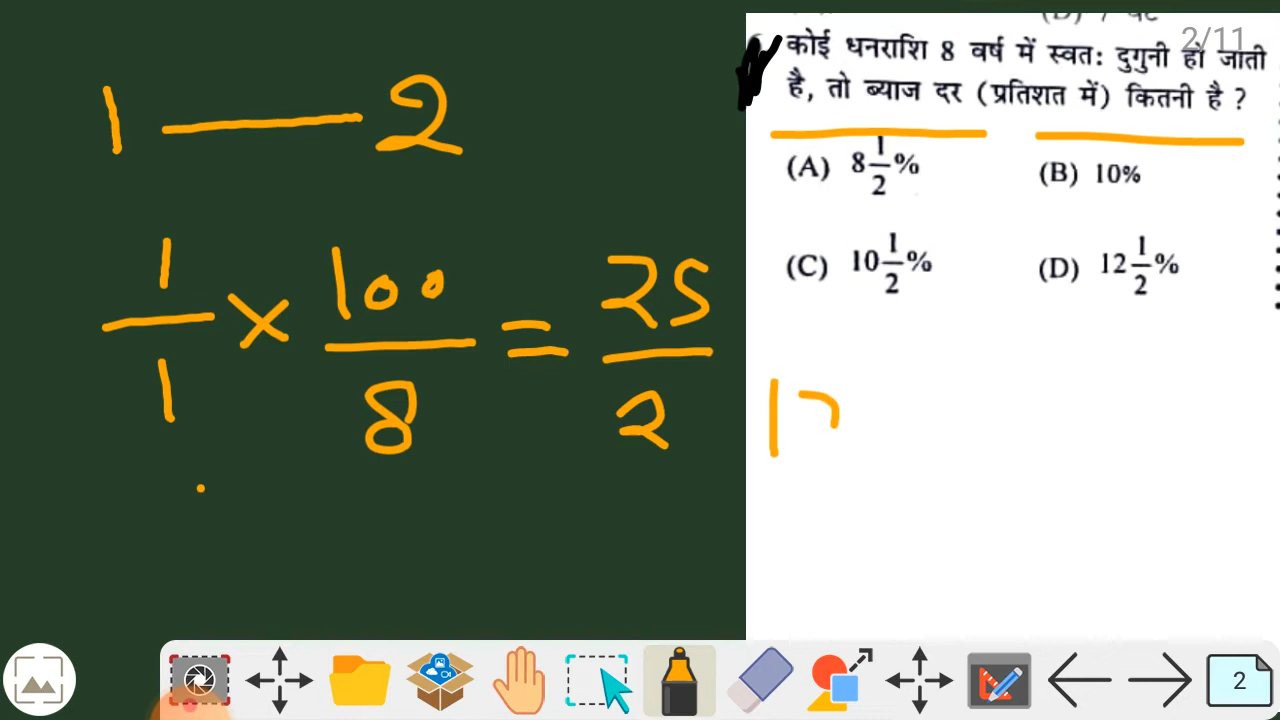 2/11
कोई धनराशि 8 वर्ष में स्वत: दुगुनी हो जाती
है, तो ब्याज दर (प्रतिशत में) कितनी है ?
(A) 8 1/2 %
(B) 10%
(C) 10 1/2 %
(D) 12 1/2 %
1 — 2
1/1 × 100/8 = 25/2
2